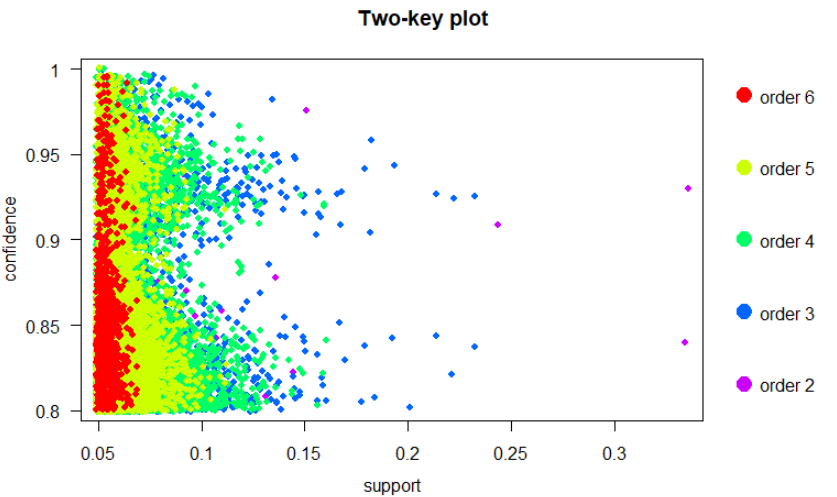 Two-key plot
1
0.95
0.9
0.85
0.8
confidence
0.05 0.1 0.15 0.2 0.25 0.3
support
order 6
order 5
order 4
order 3
order 2